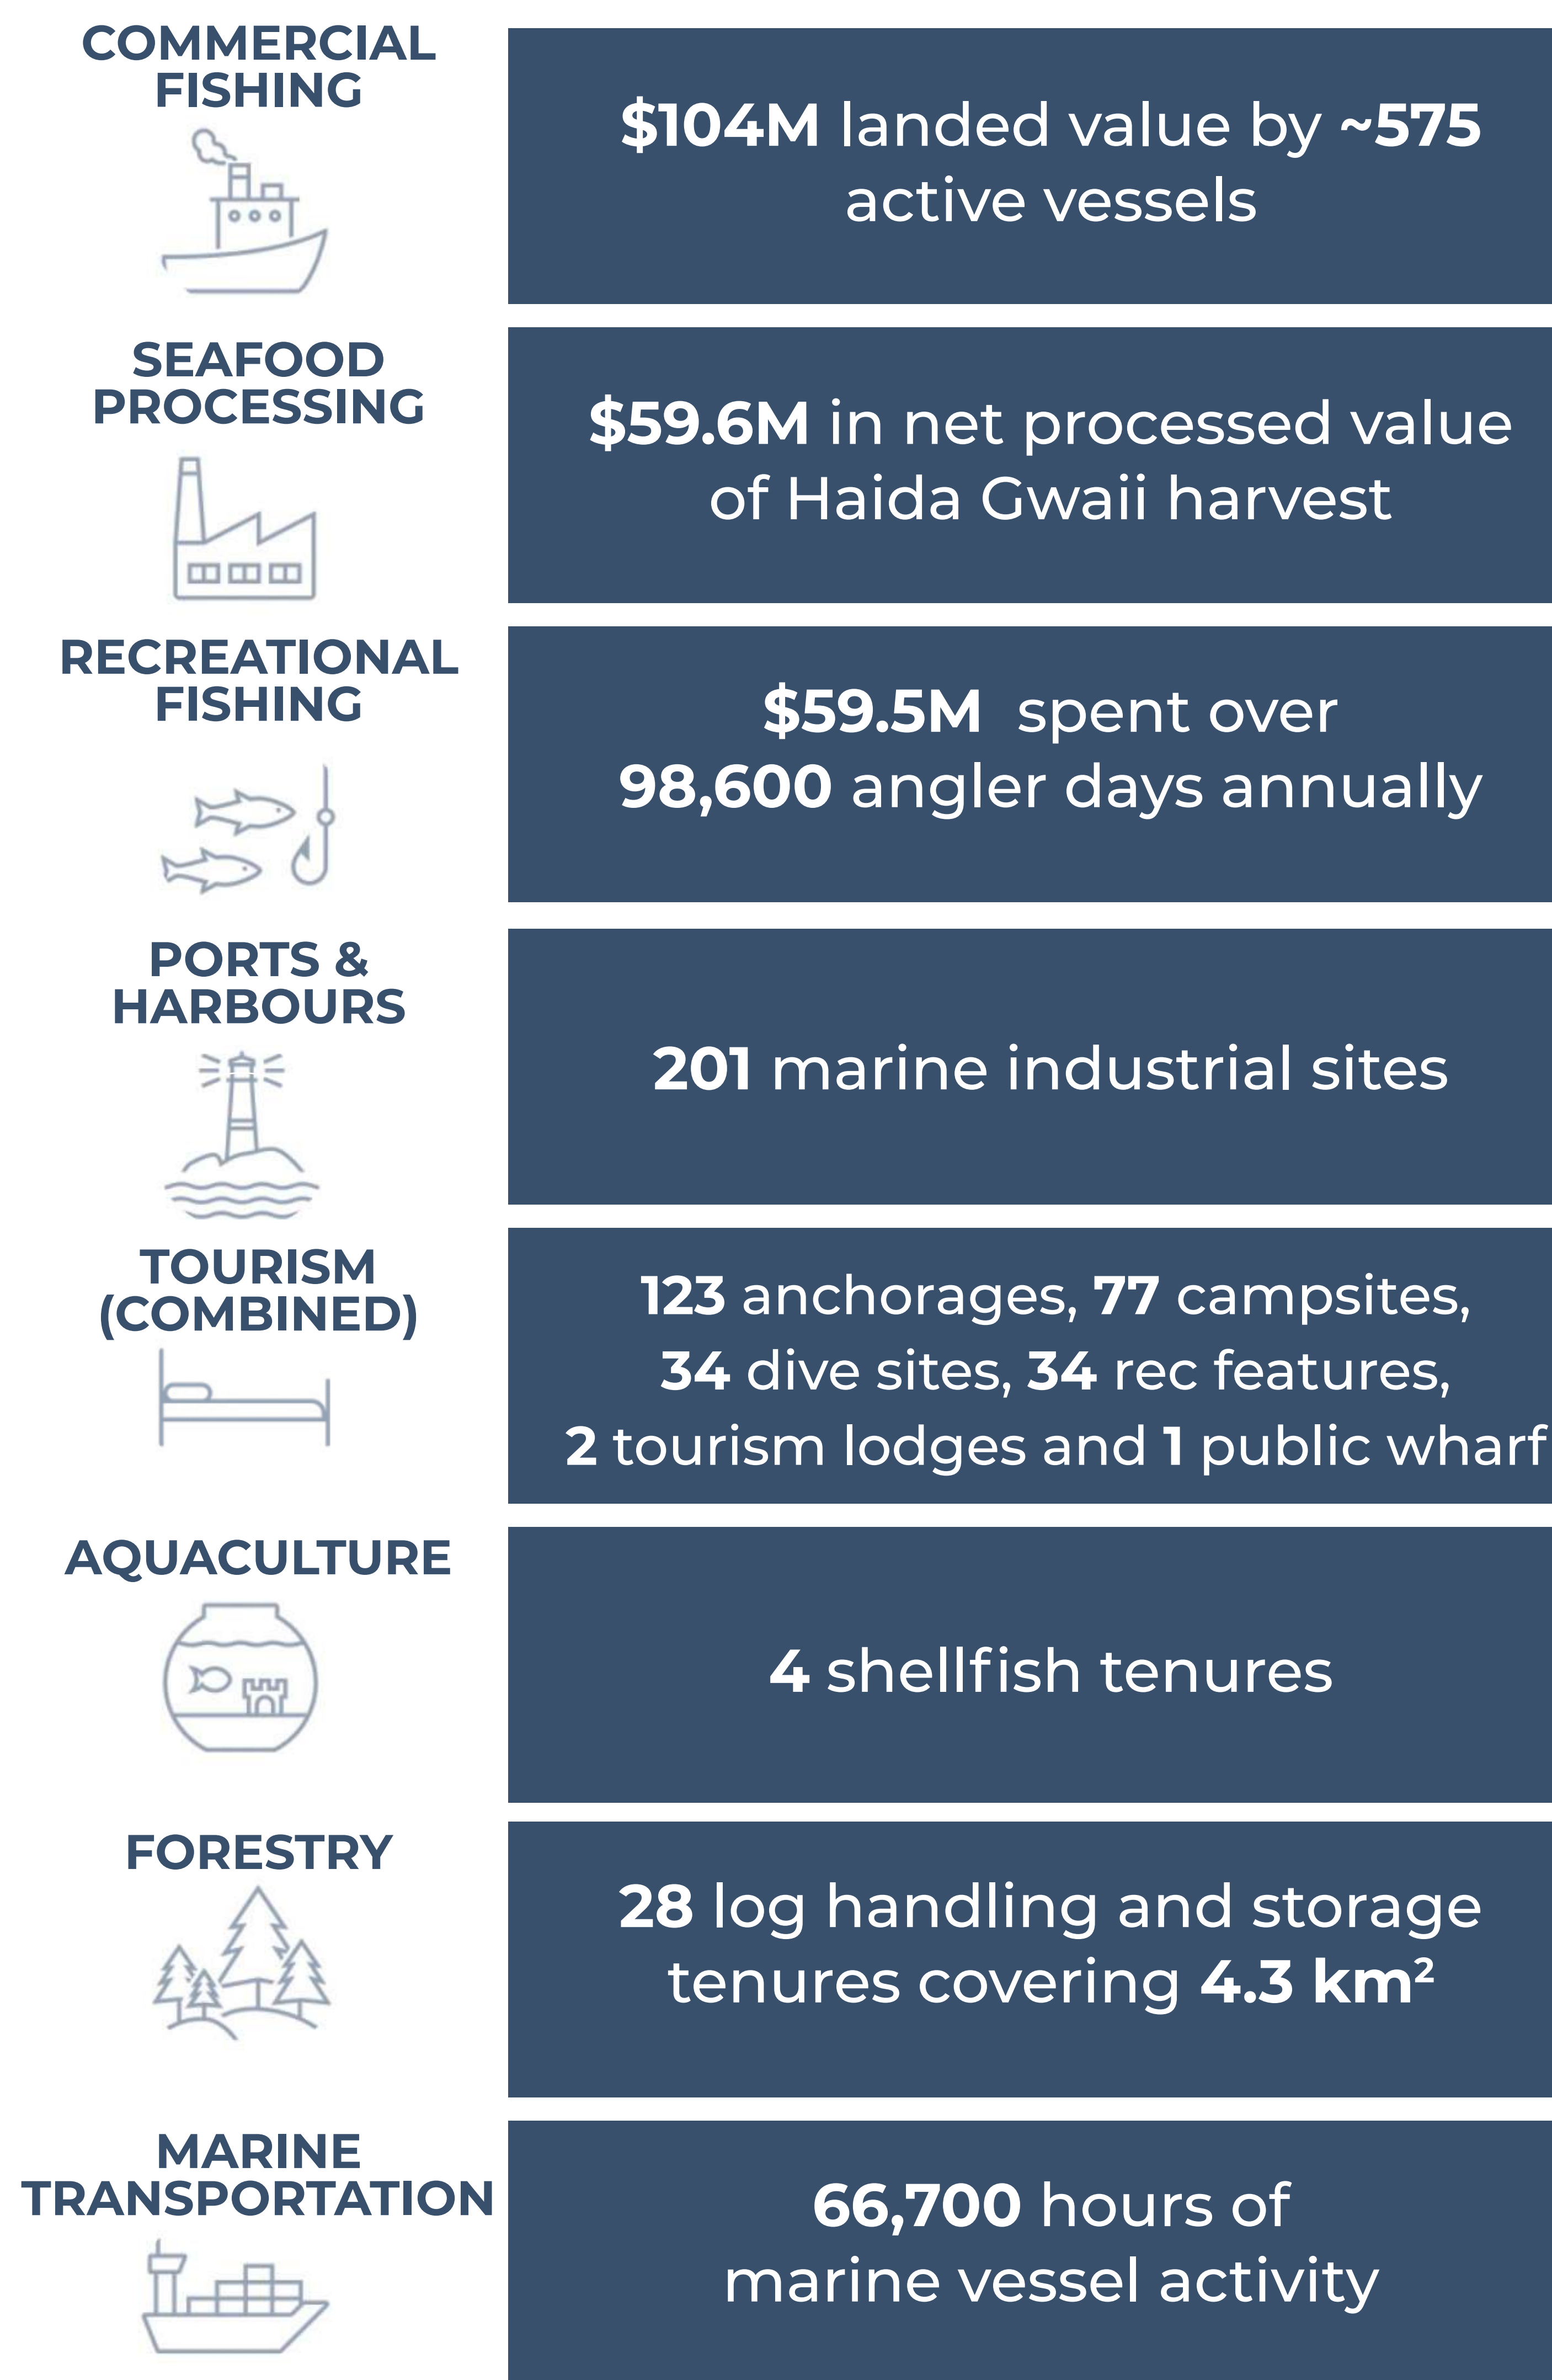 COMMERCIAL
FISHING
$104M landed value by ~575
active vessels
SEAFOOD
PROCESSING
$59.6M in net processed value
of Haida Gwaii harvest
RECREATIONAL
FISHING
$59.5M spent over
98,600 angler days annually
PORTS &
HARBOURS
201 marine industrial sites
TOURISM
(COMBINED)
123 anchorages, 77 campsites,
34 dive sites, 34 rec features,
2 tourism lodges and 1 public wharf
AQUACULTURE
4 shellfish tenures
FORESTRY
28 log handling and storage
tenures covering 4.3 km²
MARINE
TRANSPORTATION
66,700 hours of
marine vessel activity